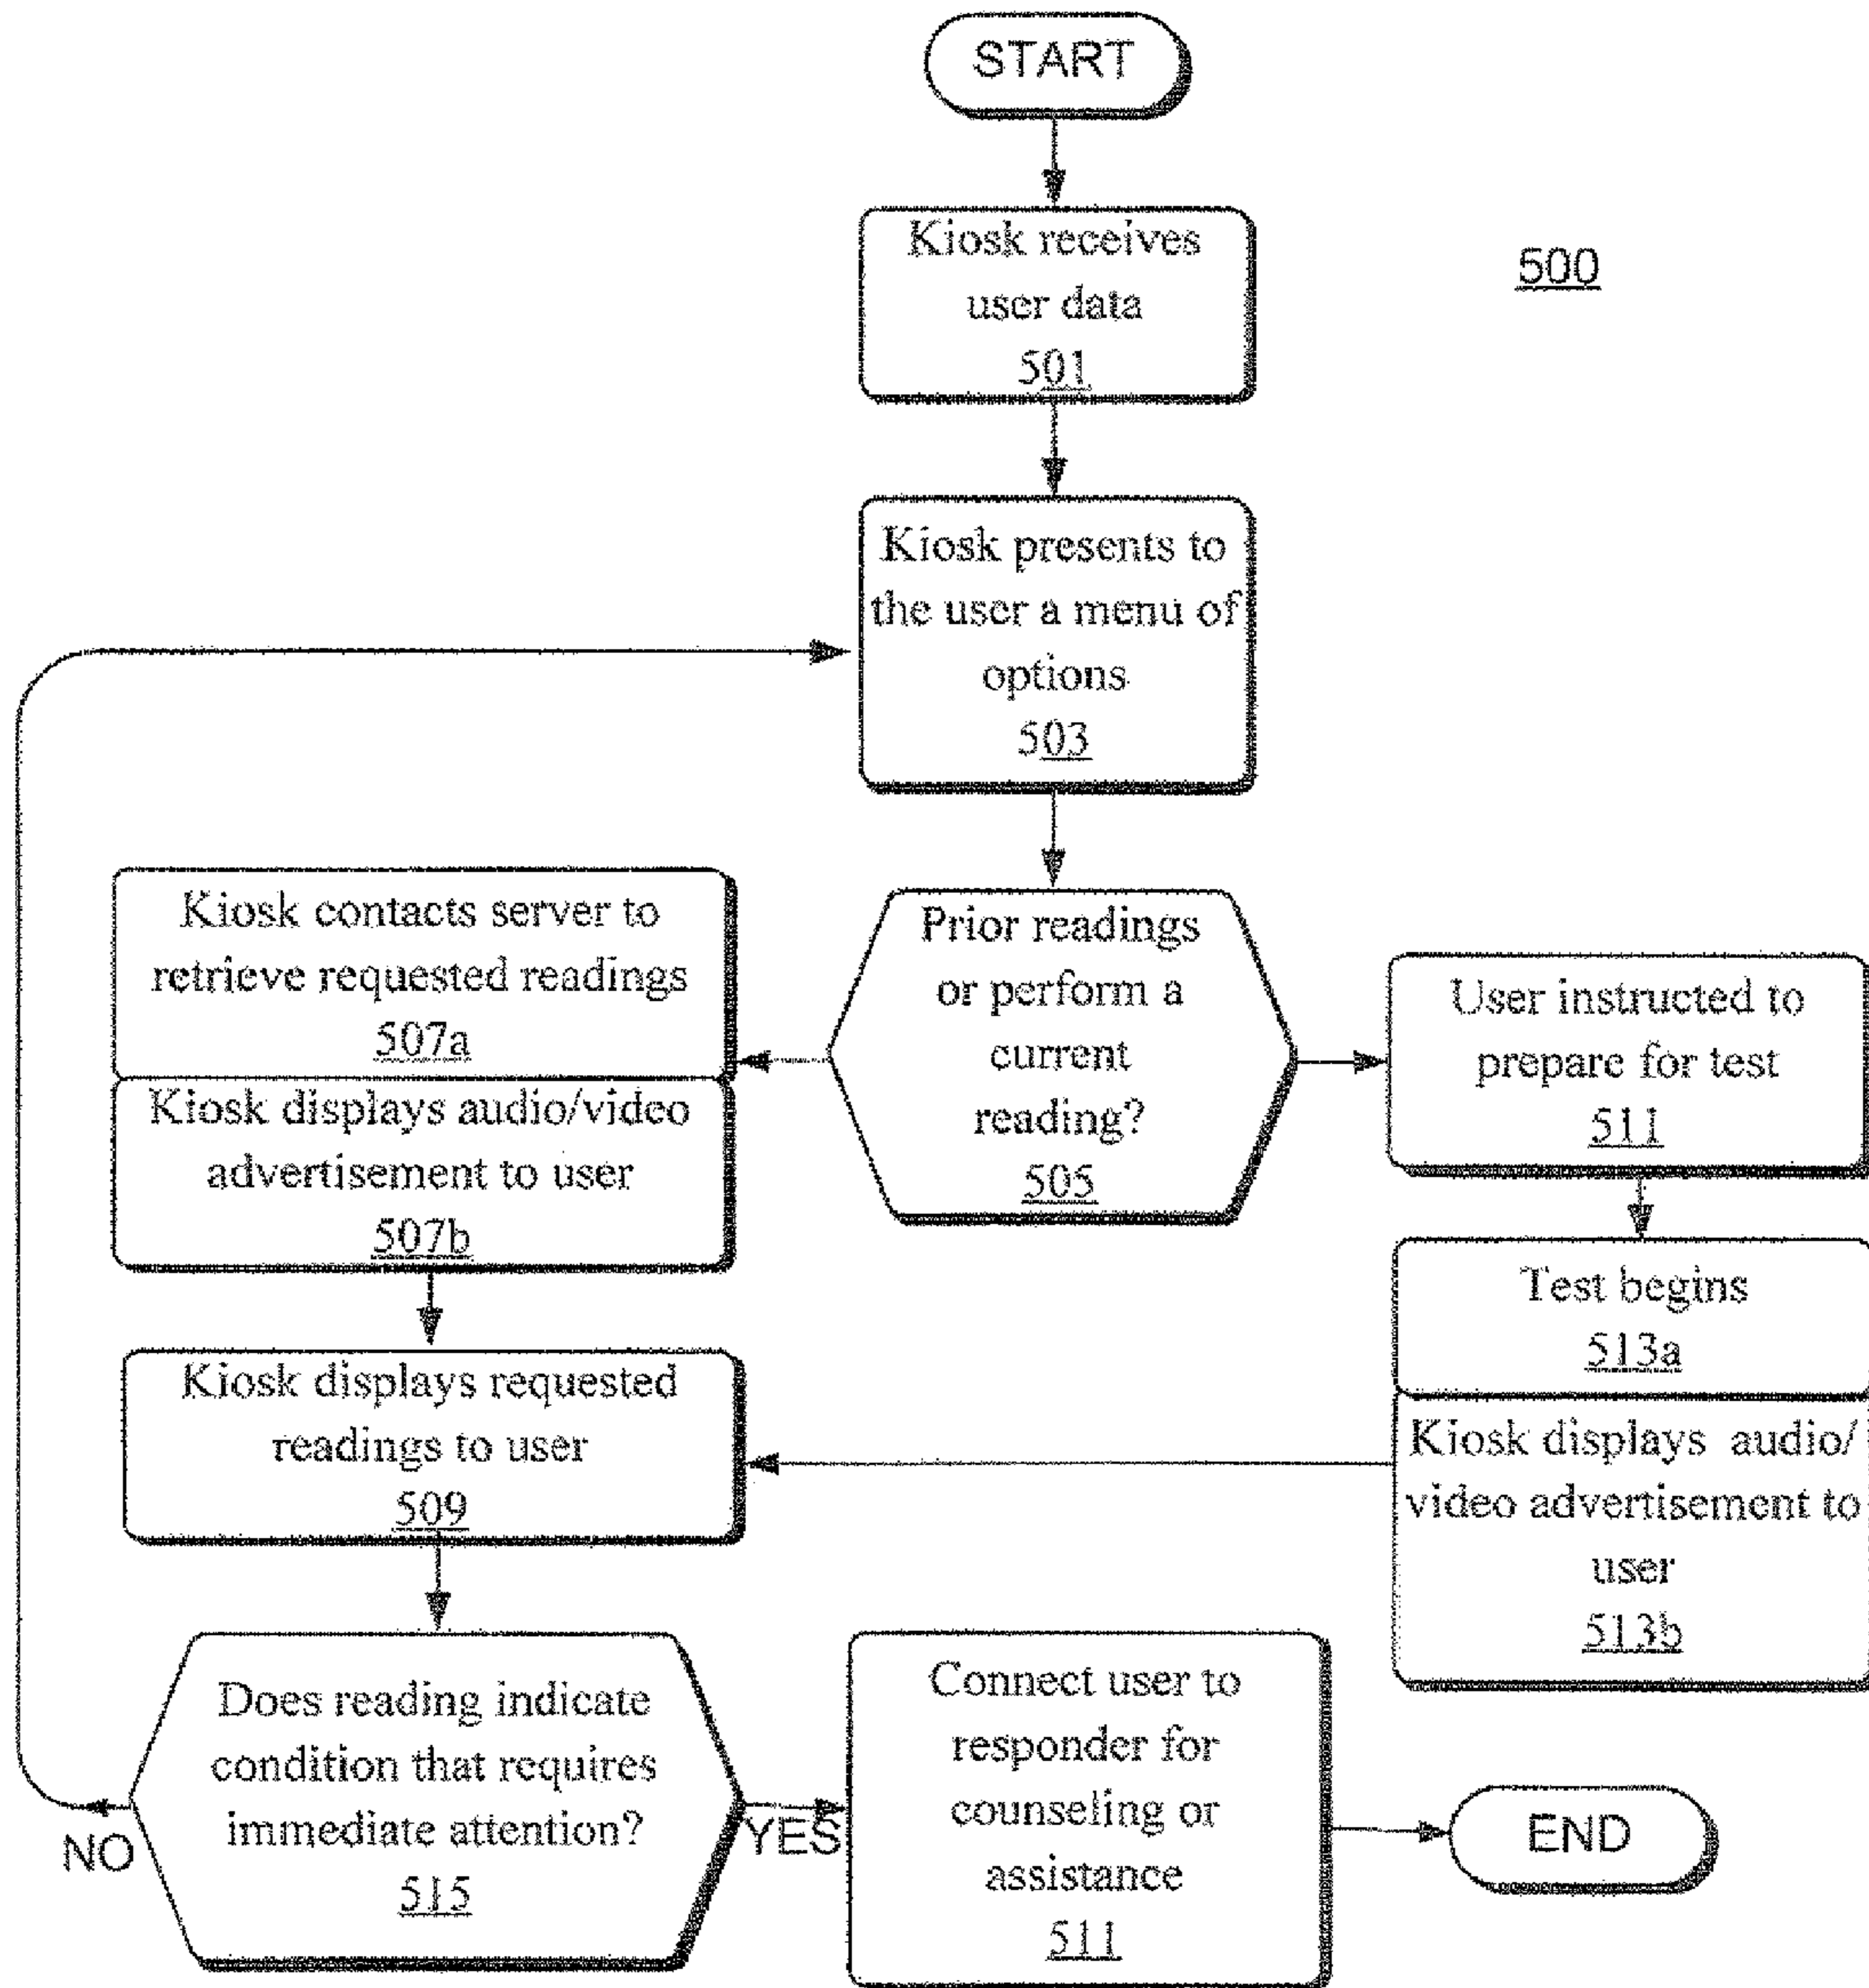 START
Kiosk receives
user data
501
500
Kiosk presents to
the user a menu of
options
503
Prior readings
or perform a
current
reading?
505
Kiosk contacts server to
retrieve requested readings
507a
Kiosk displays audio/video
advertisement to user
507b
User instructed to
prepare for test
511
Test begins
513a
Kiosk displays audio/
video advertisement to
user
513b
Kiosk displays requested
readings to user
509
Does reading indicate
condition that requires
immediate attention?
515
NO
YES
Connect user to
responder for
counseling or
assistance
511
END